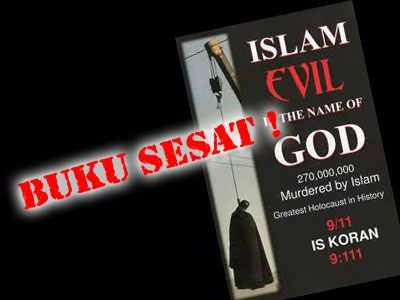 ISLAM
EVIL
IN THE NAME OF
GOD
270,000,000
Murdered by Islam
Greatest Holocaust in History
9/11
IS KORAN
9:111
BUKU SESAT !